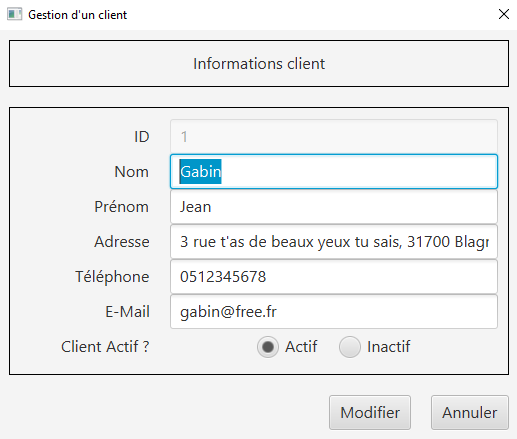 Gestion d'un client
Informations client
ID 1
Nom Gabin
Prénom Jean
Adresse 3 rue t'as de beaux yeux tu sais, 31700 Blagr
Téléphone 0512345678
E-Mail gabin@free.fr
Client Actif ? Actif Inactif
Modifier Annuler